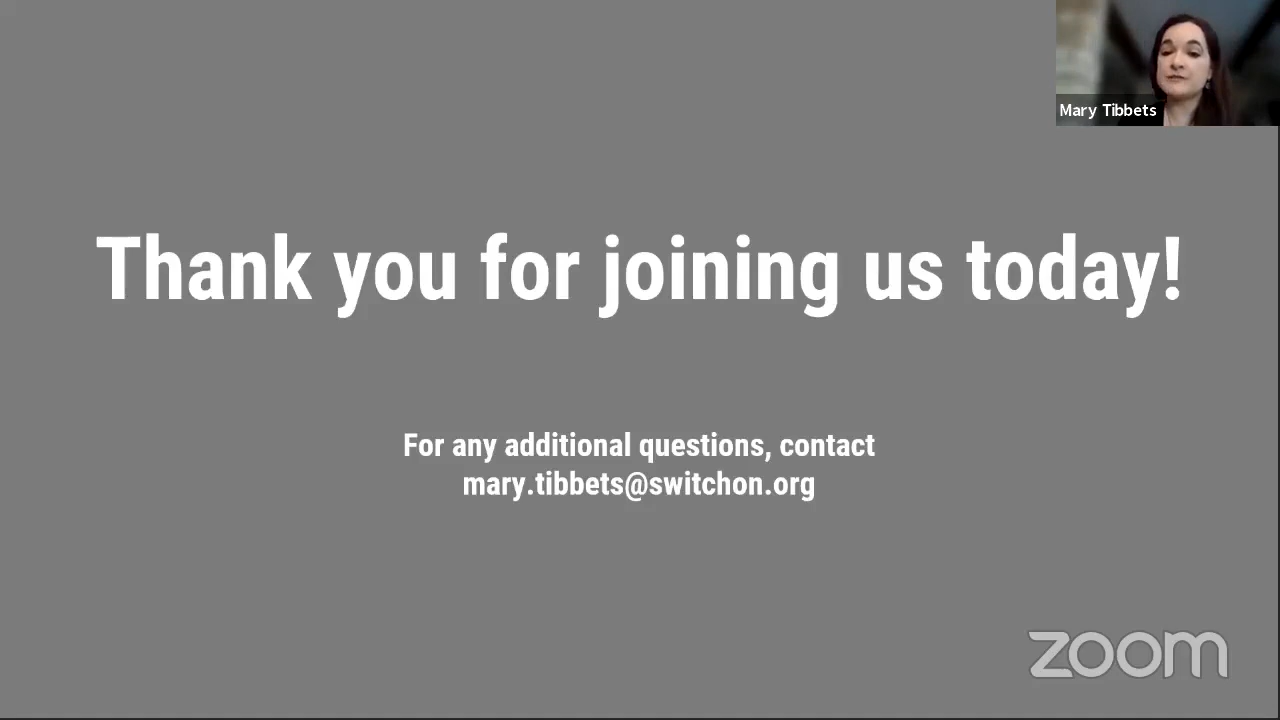 Mary Tibbets
Thank you for joining us today!
For any additional questions, contact
mary.tibbets@switchon.org
zoom